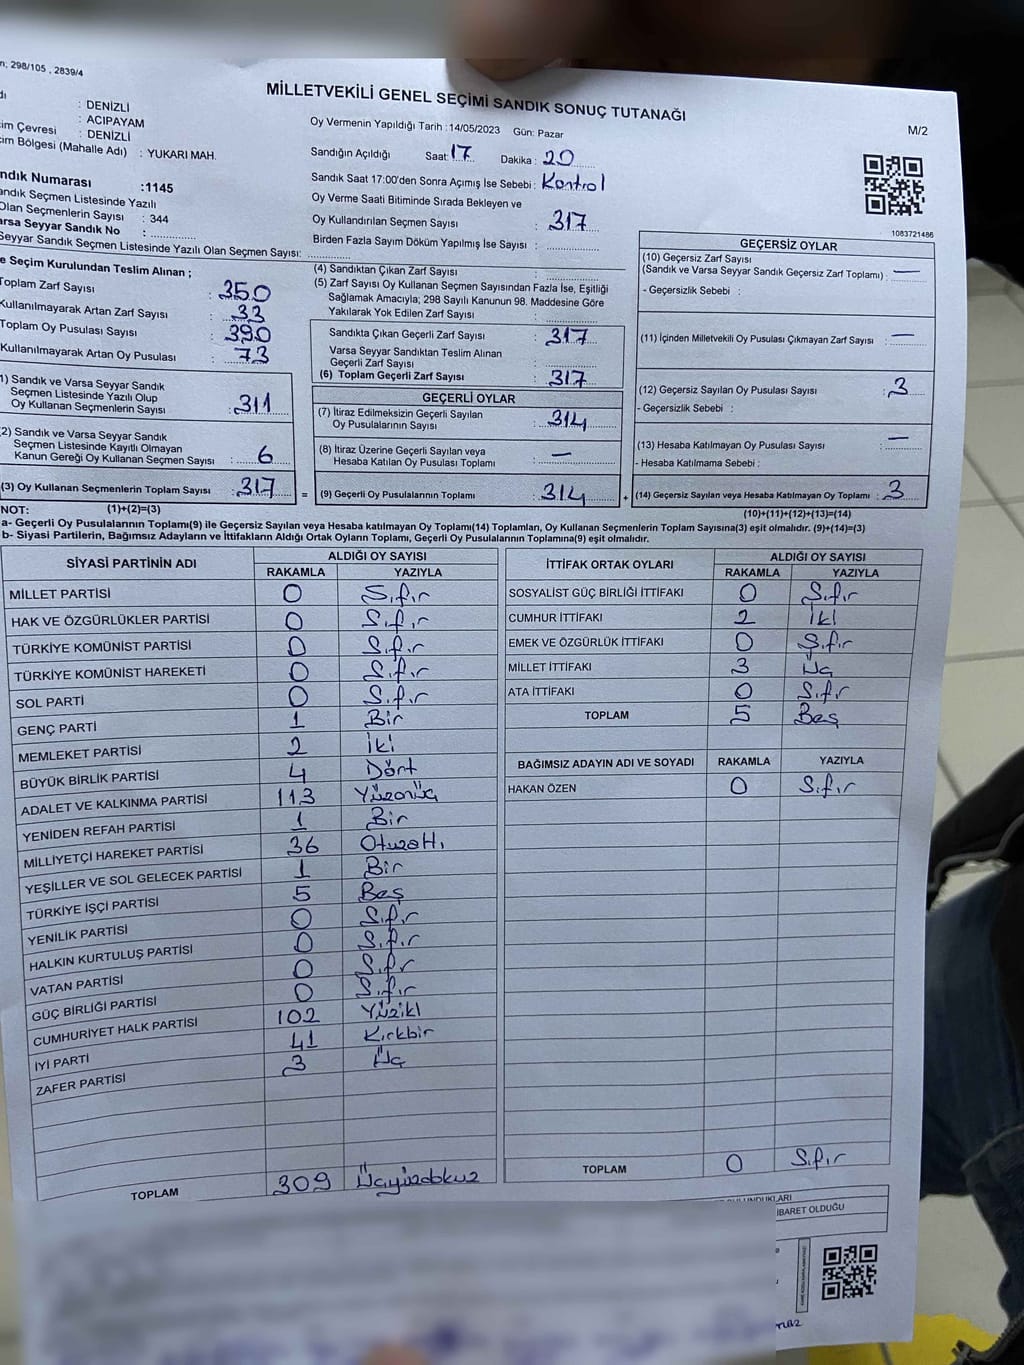 298/105 , 2839/4
MİLLETVEKİLİ GENEL SEÇİMİ SANDIK SONUÇ TUTANAĞI
M/2
: DENİZLİ
: ACIPAYAM
Çevresi : DENİZLİ
Bölgesi (Mahalle Adı) : YUKARI MAH.
Numarası :1145
Seçmen Listesinde Yazılı
Olan Seçmenlerin Sayısı : 344
Seyyar Sandık No : ..............
Seyyar Sandık Seçmen Listesinde Yazılı Olan Seçmen Sayısı: ..............
Oy Vermenin Yapıldığı Tarih :14/05/2023 Gün: Pazar
Sandığın Açıldığı Saat: 17 Dakika : 20
Sandık Saat 17:00'den Sonra Açımış İse Sebebi: Kontrol
Oy Verme Saati Bitiminde Sırada Bekleyen ve
Oy Kullandırılan Seçmen Sayısı : 317
Birden Fazla Sayım Döküm Yapılmış İse Sayısı : ..............
1083721486
Seçim Kurulundan Teslim Alınan ;
Toplam Zarf Sayısı : 350
Kullanılmayarak Artan Zarf Sayısı : 33
Toplam Oy Pusulası Sayısı : 390
Kullanılmayarak Artan Oy Pusulası : 73
1) Sandık ve Varsa Seyyar Sandık
Seçmen Listesinde Yazılı Olup
Oy Kullanan Seçmenlerin Sayısı : 311
(2) Sandık ve Varsa Seyyar Sandık
Seçmen Listesinde Kayıtlı Olmayan
Kanun Gereği Oy Kullanan Seçmen Sayısı : 6
(3) Oy Kullanan Seçmenlerin Toplam Sayısı : 317
(4) Sandıktan Çıkan Zarf Sayısı : ..............
(5) Zarf Sayısı Oy Kullanan Seçmen Sayısından Fazla İse, Eşitliği
Sağlamak Amacıyla; 298 Sayılı Kanunun 98. Maddesine Göre
Yakılarak Yok Edilen Zarf Sayısı : ..............
Sandıkta Çıkan Geçerli Zarf Sayısı : 317
Varsa Seyyar Sandıktan Teslim Alınan
Geçerli Zarf Sayısı : ..............
(6) Toplam Geçerli Zarf Sayısı : 317
GEÇERLİ OYLAR
(7) İtiraz Edilmeksizin Geçerli Sayılan
Oy Pusulalarının Sayısı : 314
(8) İtiraz Üzerine Geçerli Sayılan veya
Hesaba Katılan Oy Pusulası Toplamı : —
= (9) Geçerli Oy Pusulalarının Toplamı : 314 +
GEÇERSİZ OYLAR
(10) Geçersiz Zarf Sayısı
(Sandık ve Varsa Seyyar Sandık Geçersiz Zarf Toplamı) : —
- Geçersizlik Sebebi :
(11) İçinden Milletvekili Oy Pusulası Çıkmayan Zarf Sayısı : —
(12) Geçersiz Sayılan Oy Pusulası Sayısı : 3
- Geçersizlik Sebebi :
(13) Hesaba Katılmayan Oy Pusulası Sayısı : —
- Hesaba Katılmama Sebebi :
(14) Geçersiz Sayılan veya Hesaba Katılmayan Oy Toplamı : 3
NOT: (1)+(2)=(3) (10)+(11)+(12)+(13)=(14)
a- Geçerli Oy Pusulalarının Toplamı(9) ile Geçersiz Sayılan veya Hesaba katılmayan Oy Toplamı(14) Toplamları, Oy Kullanan Seçmenlerin Toplam Sayısına(3) eşit olmalıdır. (9)+(14)=(3)
b- Siyasi Partilerin, Bağımsız Adayların ve İttifakların Aldığı Ortak Oyların Toplamı, Geçerli Oy Pusulalarının Toplamına(9) eşit olmalıdır.
SİYASİ PARTİNİN ADI ALDIĞI OY SAYISI
RAKAMLA YAZIYLA
MİLLET PARTİSİ 0 Sıfır
HAK VE ÖZGÜRLÜKLER PARTİSİ 0 Sıfır
TÜRKİYE KOMÜNİST PARTİSİ 0 Sıfır
TÜRKİYE KOMÜNİST HAREKETİ 0 Sıfır
SOL PARTİ 0 Sıfır
GENÇ PARTİ 1 Bir
MEMLEKET PARTİSİ 2 İki
BÜYÜK BİRLİK PARTİSİ 4 Dört
ADALET VE KALKINMA PARTİSİ 113 Yüzonüç
YENİDEN REFAH PARTİSİ 1 Bir
MİLLİYETÇİ HAREKET PARTİSİ 36 Otuzaltı
YEŞİLLER VE SOL GELECEK PARTİSİ 1 Bir
TÜRKİYE İŞÇİ PARTİSİ 5 Beş
YENİLİK PARTİSİ 0 Sıfır
HALKIN KURTULUŞ PARTİSİ 0 Sıfır
VATAN PARTİSİ 0 Sıfır
GÜÇ BİRLİĞİ PARTİSİ 0 Sıfır
CUMHURİYET HALK PARTİSİ 102 Yüziki
İYİ PARTİ 41 Kırkbir
ZAFER PARTİSİ 3 Üç
TOPLAM 309 Üçyüzdokuz
İTTİFAK ORTAK OYLARI ALDIĞI OY SAYISI
RAKAMLA YAZIYLA
SOSYALİST GÜÇ BİRLİĞİ İTTİFAKI 0 Sıfır
CUMHUR İTTİFAKI 2 İki
EMEK VE ÖZGÜRLÜK İTTİFAKI 0 Sıfır
MİLLET İTTİFAKI 3 Üç
ATA İTTİFAKI 0 Sıfır
TOPLAM 5 Beş
BAĞIMSIZ ADAYIN ADI VE SOYADI RAKAMLA YAZIYLA
HAKAN ÖZEN 0 Sıfır
TOPLAM 0 Sıfır
BULUNDUKLARI
İBARET OLDUĞU